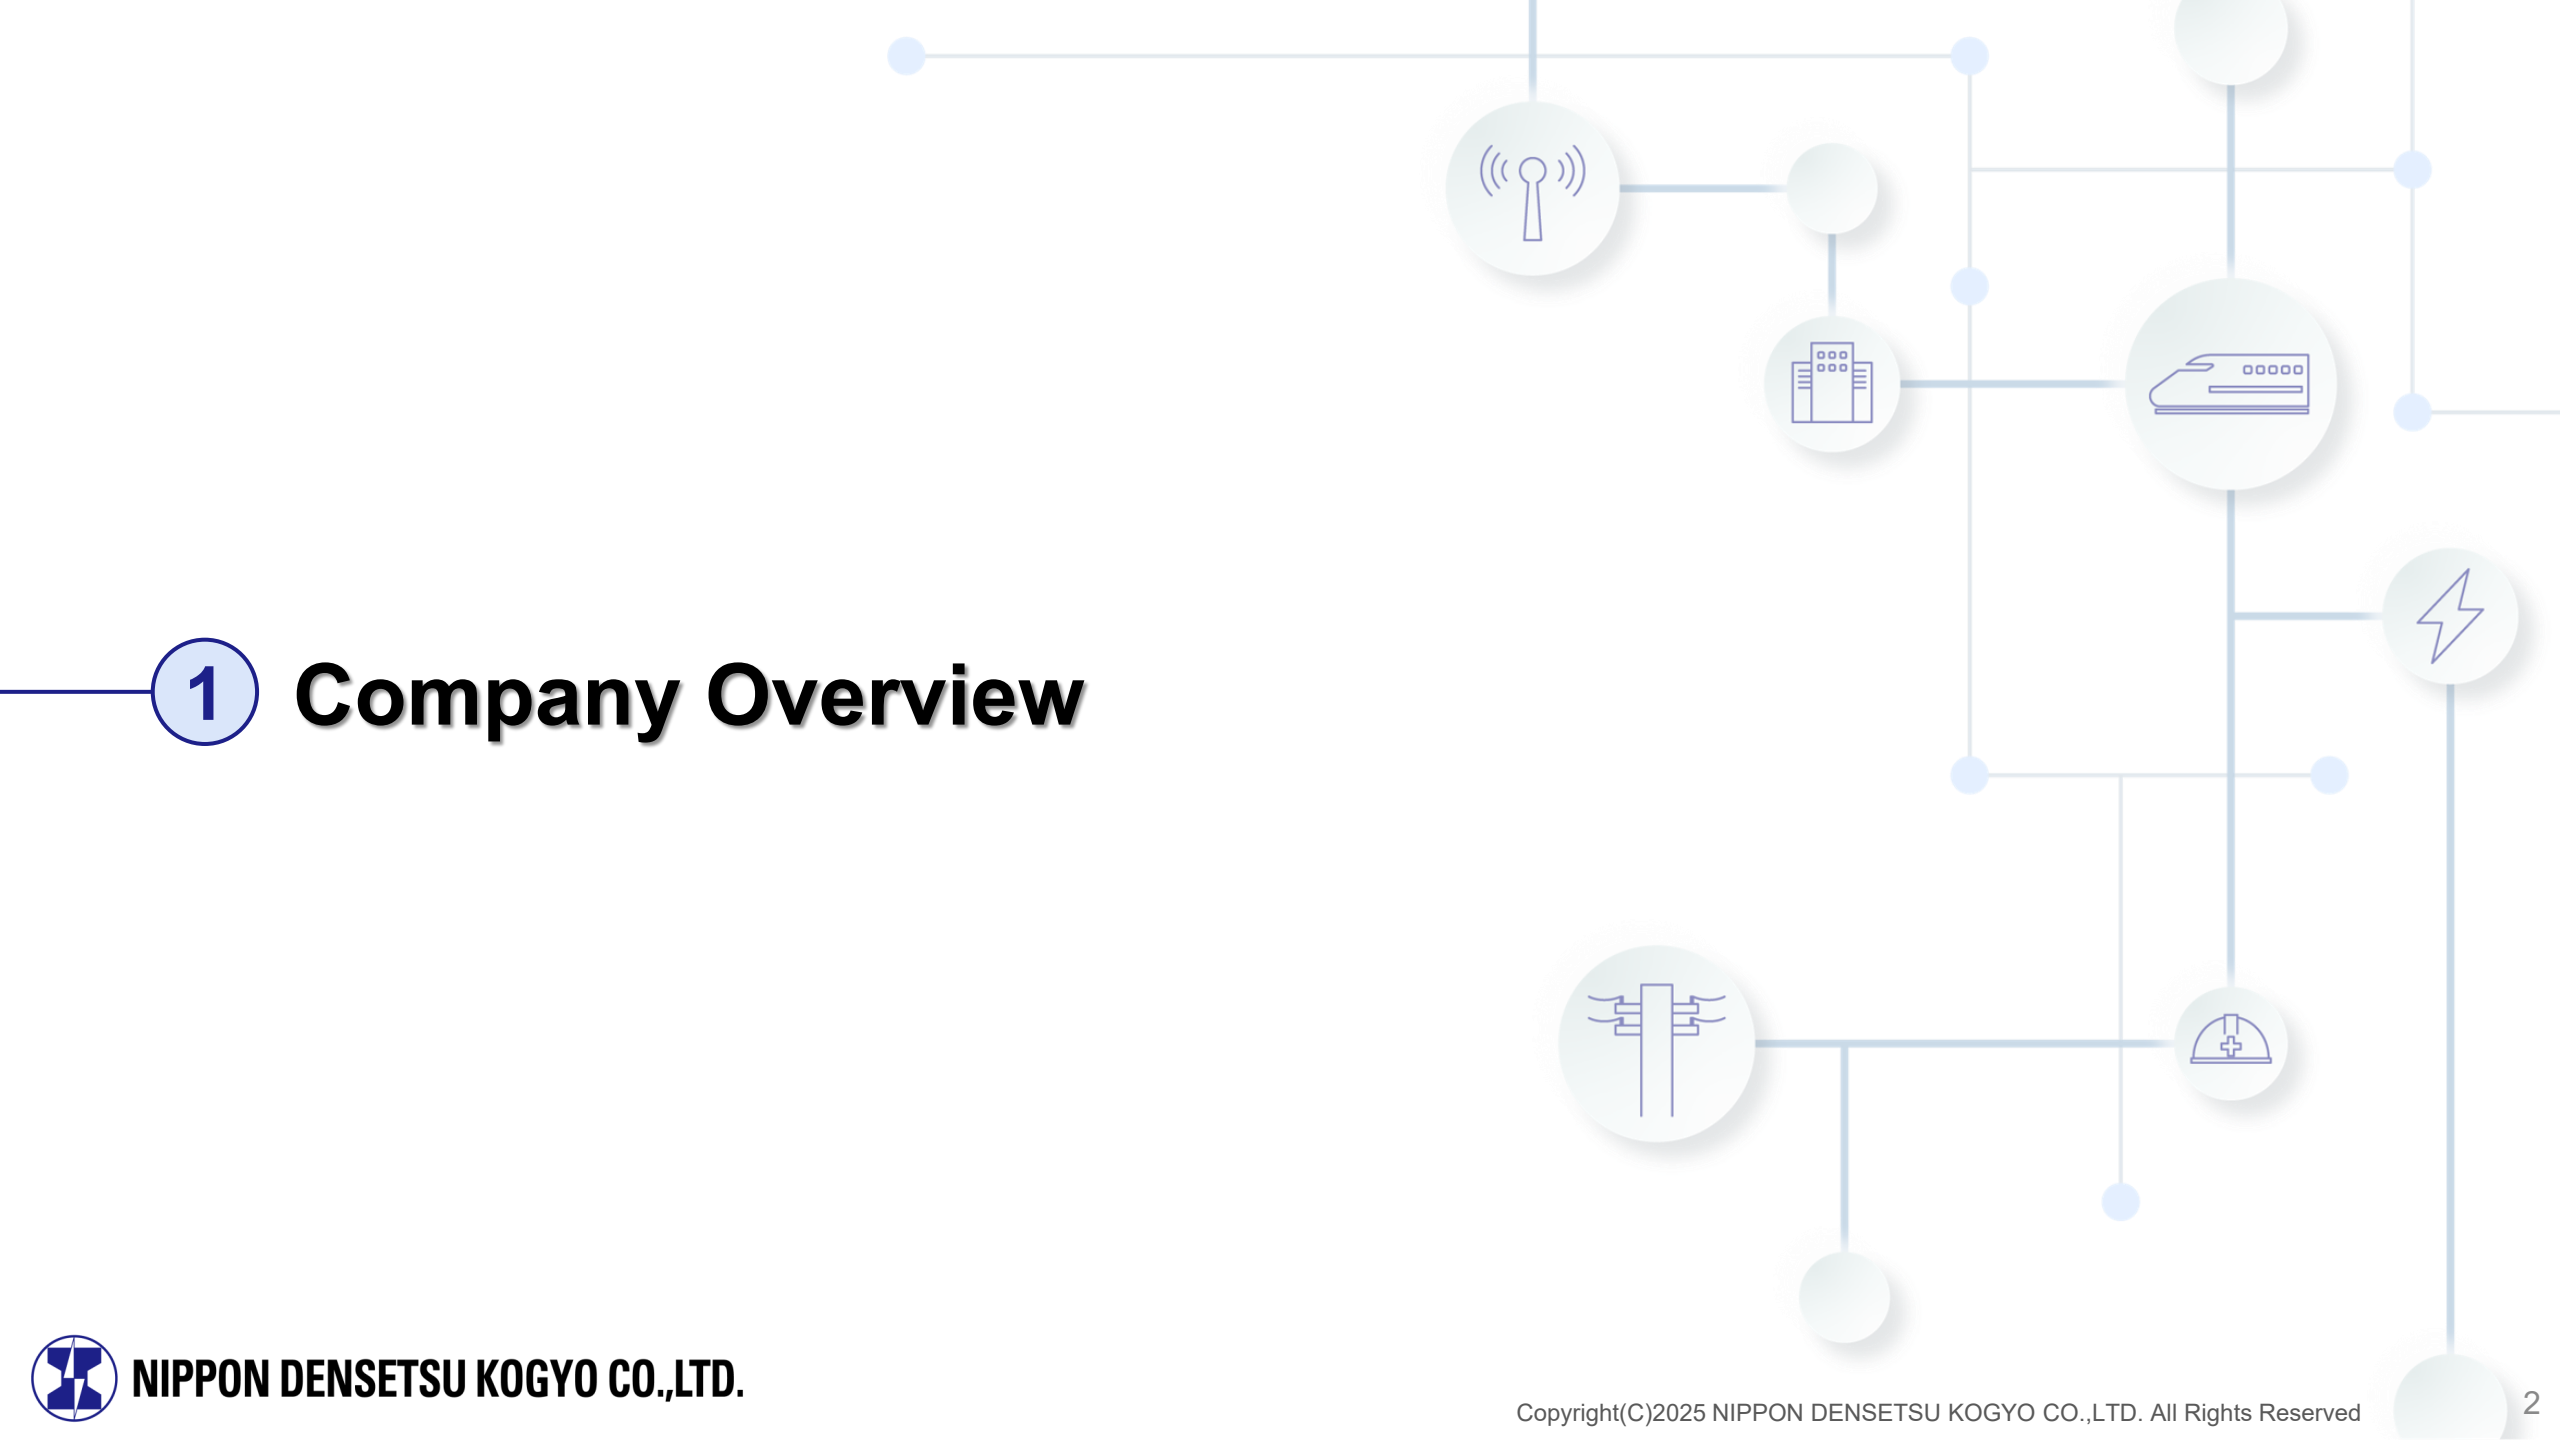 1 Company Overview
NIPPON DENSETSU KOGYO CO.,LTD.
Copyright(C)2025 NIPPON DENSETSU KOGYO CO.,LTD. All Rights Reserved
2